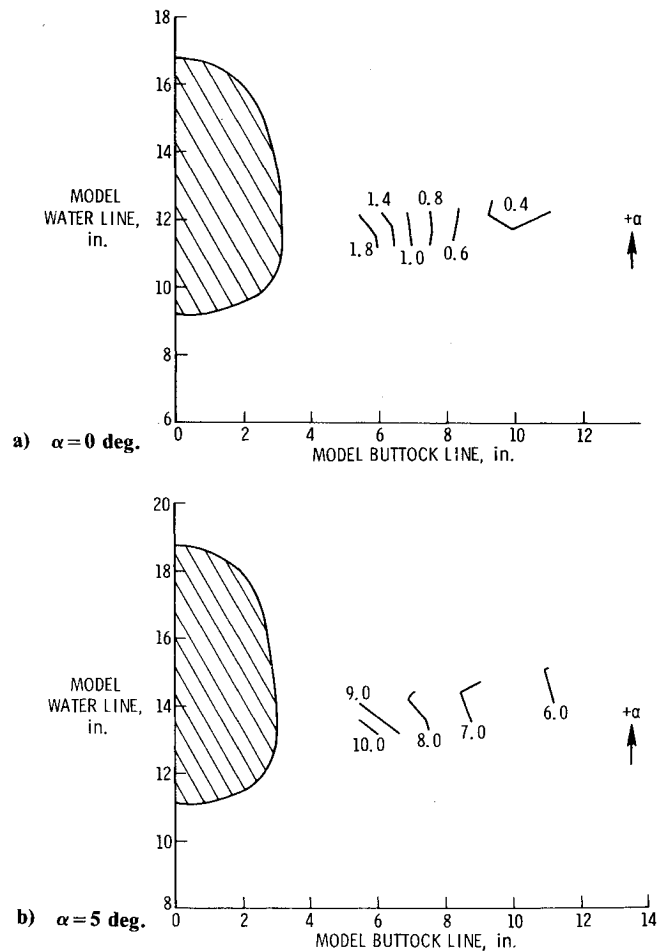 18
16
14
MODEL
WATER LINE,
in.
12
10
8
6
1.4
0.8
0.4
1.8
1.0
0.6
+α
a) α=0 deg.
0 2 4 6 8 10 12
MODEL BUTTOCK LINE, in.
20
18
16
14
MODEL
WATER LINE,
in.
12
10
8
9.0
10.0
8.0
7.0
6.0
+α
b) α=5 deg.
0 2 4 6 8 10 12 14
MODEL BUTTOCK LINE, in.